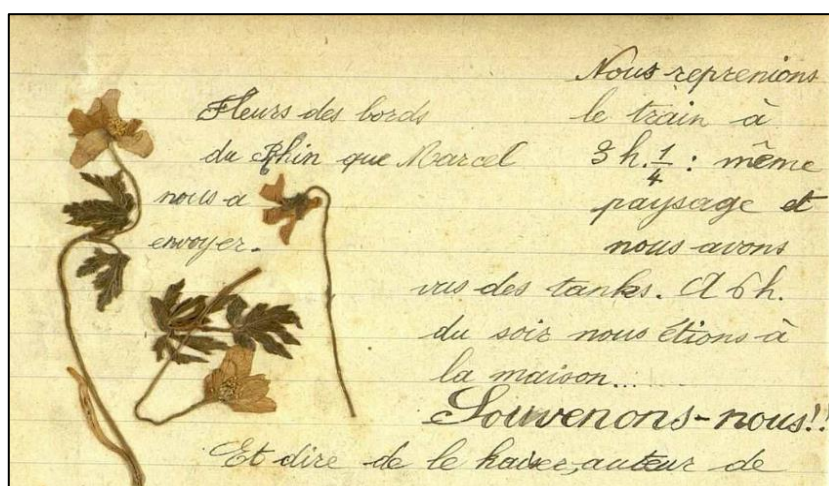 Fleurs des bords
du Rhin que Marcel
nous a
envoyer.
Nous reprenions
le train à
3 h. 1/4 : même
paysage et
nous avons
vus des tanks. A 6 h.
du soir nous étions à
la maison...
Souvenons-nous!!
Et dire de le kaiser, auteur de